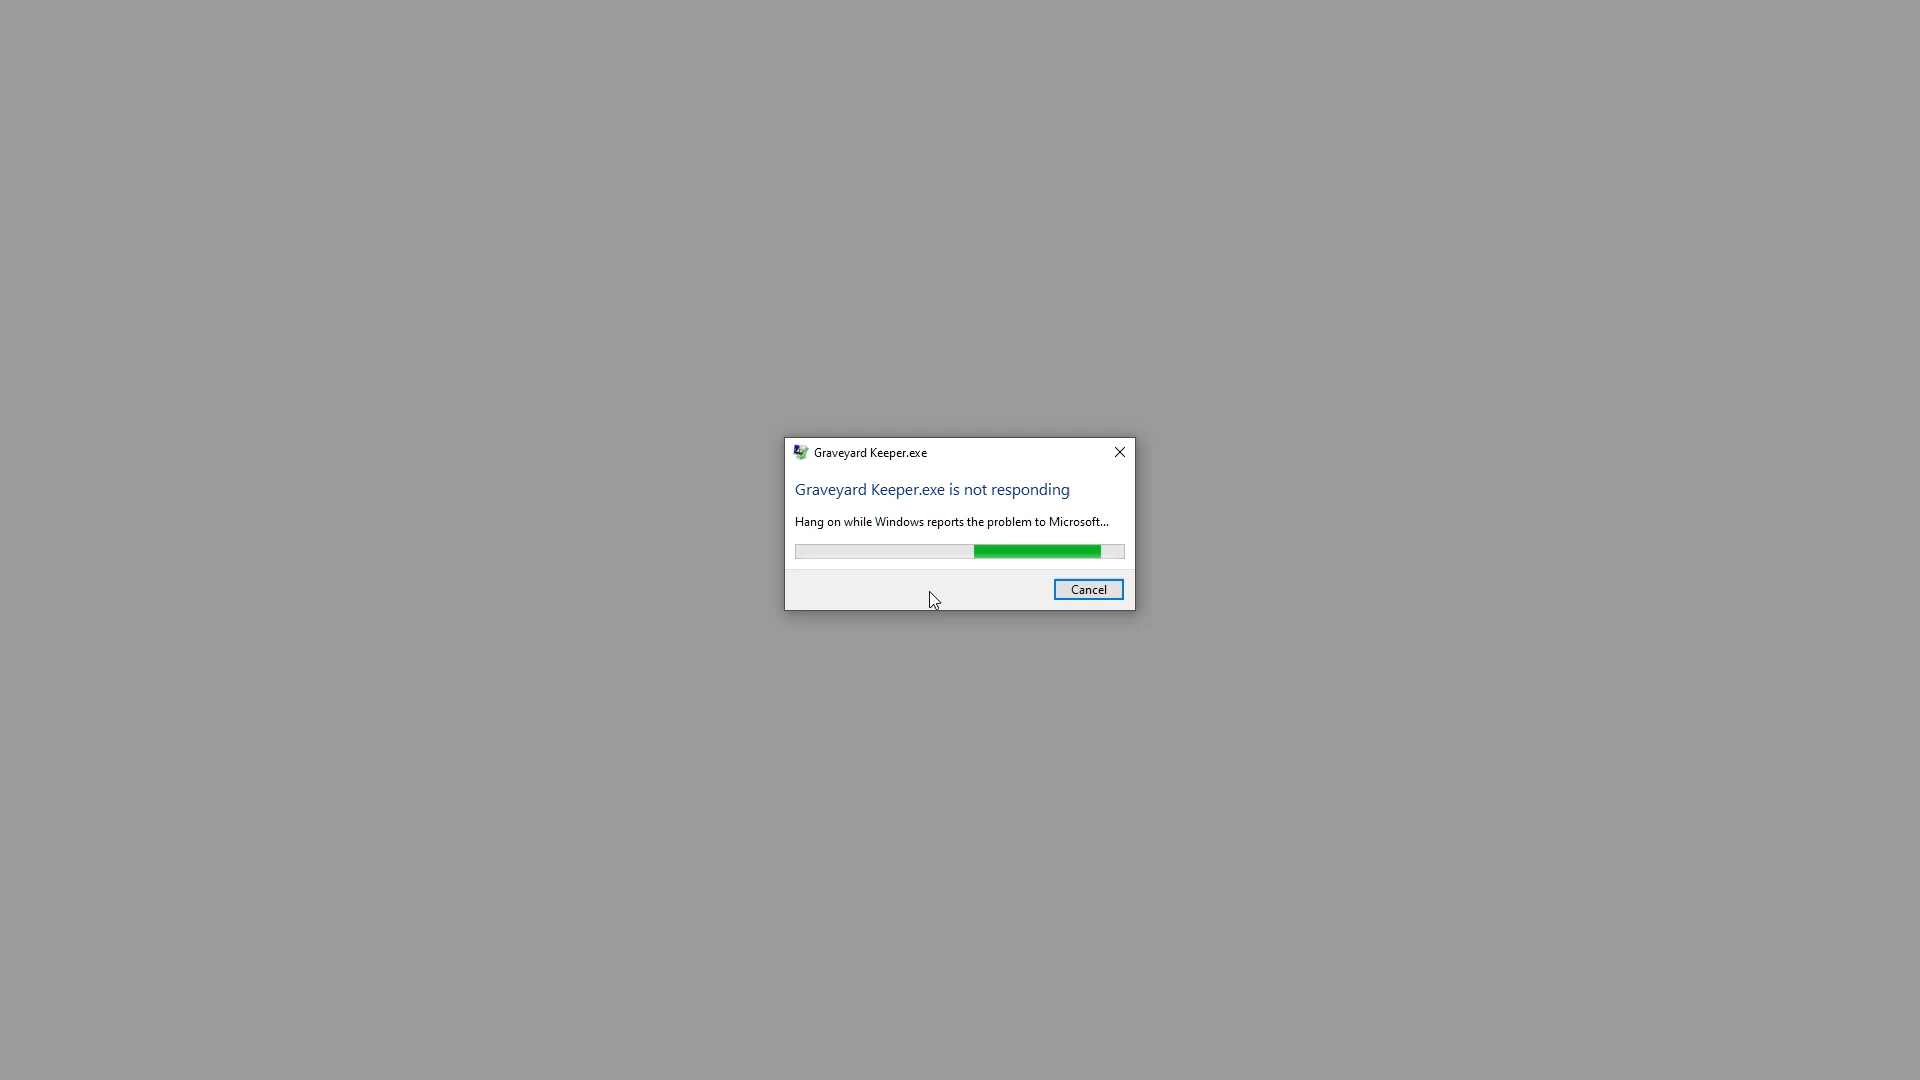 Graveyard Keeper.exe
Graveyard Keeper.exe is not responding
Hang on while Windows reports the problem to Microsoft...
Cancel